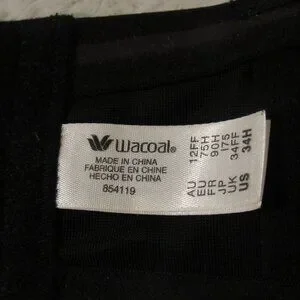 Wacoal®
MADE IN CHINA
FABRIQUE EN CHINE
HECHO EN CHINA
854119
AU 12FF
EU 75H
FR 90H
JP I75
UK 34FF
US 34H